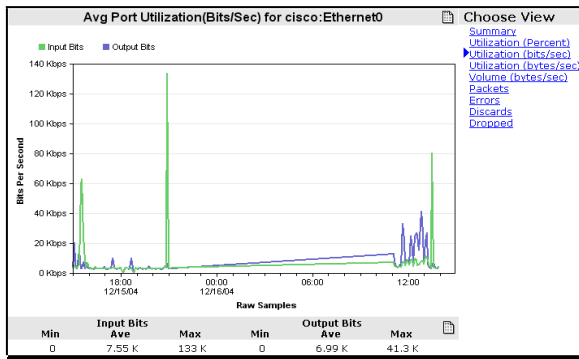 Avg Port Utilization(Bits/Sec) for cisco:Ethernet0
Choose View
Summary
Utilization (Percent)
Utilization (bits/sec)
Utilization (bytes/sec)
Volume (bytes/sec)
Packets
Errors
Discards
Dropped
Input Bits Output Bits
140 Kbps
120 Kbps
100 Kbps
80 Kbps
60 Kbps
40 Kbps
20 Kbps
0 Kbps
Bits Per Second
18:00 00:00 06:00 12:00
12/15/04 12/16/04
Raw Samples
Input Bits Output Bits
Min Ave Max Min Ave Max
0 7.55 K 133 K 0 6.99 K 41.3 K